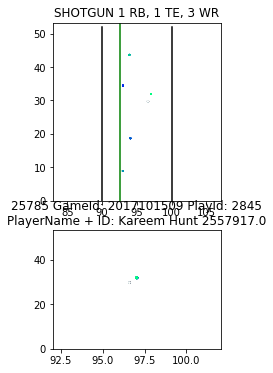 SHOTGUN 1 RB, 1 TE, 3 WR
50
40
30
20
10
0
85 90 95 100 105
25785 GameId: 2017101509 PlayId: 2845
PlayerName + ID: Kareem Hunt 2557917.0
40
20
0
92.5 95.0 97.5 100.0